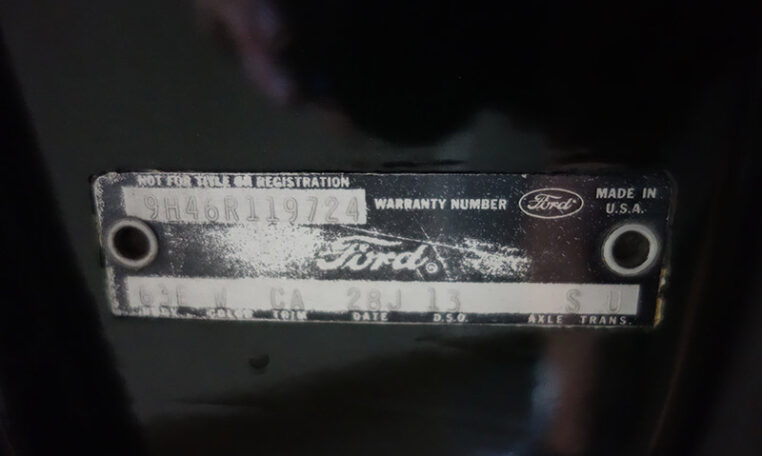 NOT FOR TITLE OR REGISTRATION
9H46R119724 WARRANTY NUMBER Ford MADE IN
U.S.A.
Ford
63E W CA 28J 13 S U
BODY COLOR TRIM DATE D.S.O. AXLE TRANS.